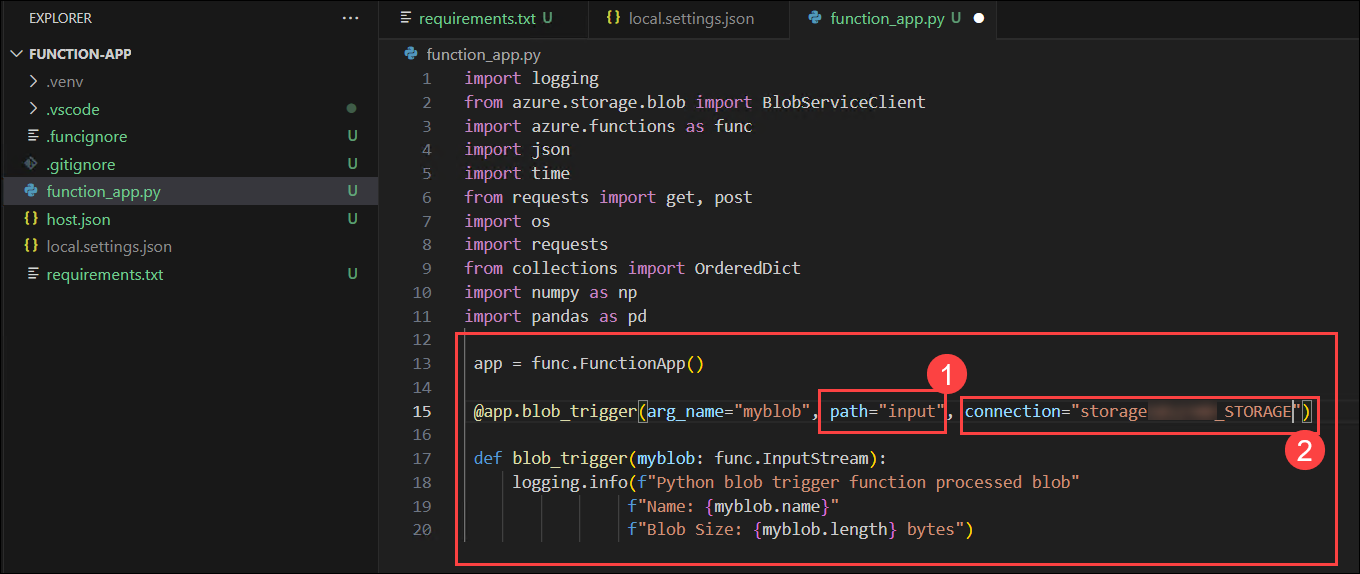 EXPLORER ···
FUNCTION-APP
.venv
.vscode
.funcignore U
.gitignore U
function_app.py U
host.json U
local.settings.json
requirements.txt U
requirements.txt U {} local.settings.json function_app.py U
function_app.py
1 import logging
2 from azure.storage.blob import BlobServiceClient
3 import azure.functions as func
4 import json
5 import time
6 from requests import get, post
7 import os
8 import requests
9 from collections import OrderedDict
10 import numpy as np
11 import pandas as pd
12
13 app = func.FunctionApp()
14
1
15 @app.blob_trigger(arg_name="myblob", path="input", connection="storage _STORAGE")
16
2
17 def blob_trigger(myblob: func.InputStream):
18 logging.info(f"Python blob trigger function processed blob"
19 f"Name: {myblob.name}"
20 f"Blob Size: {myblob.length} bytes")